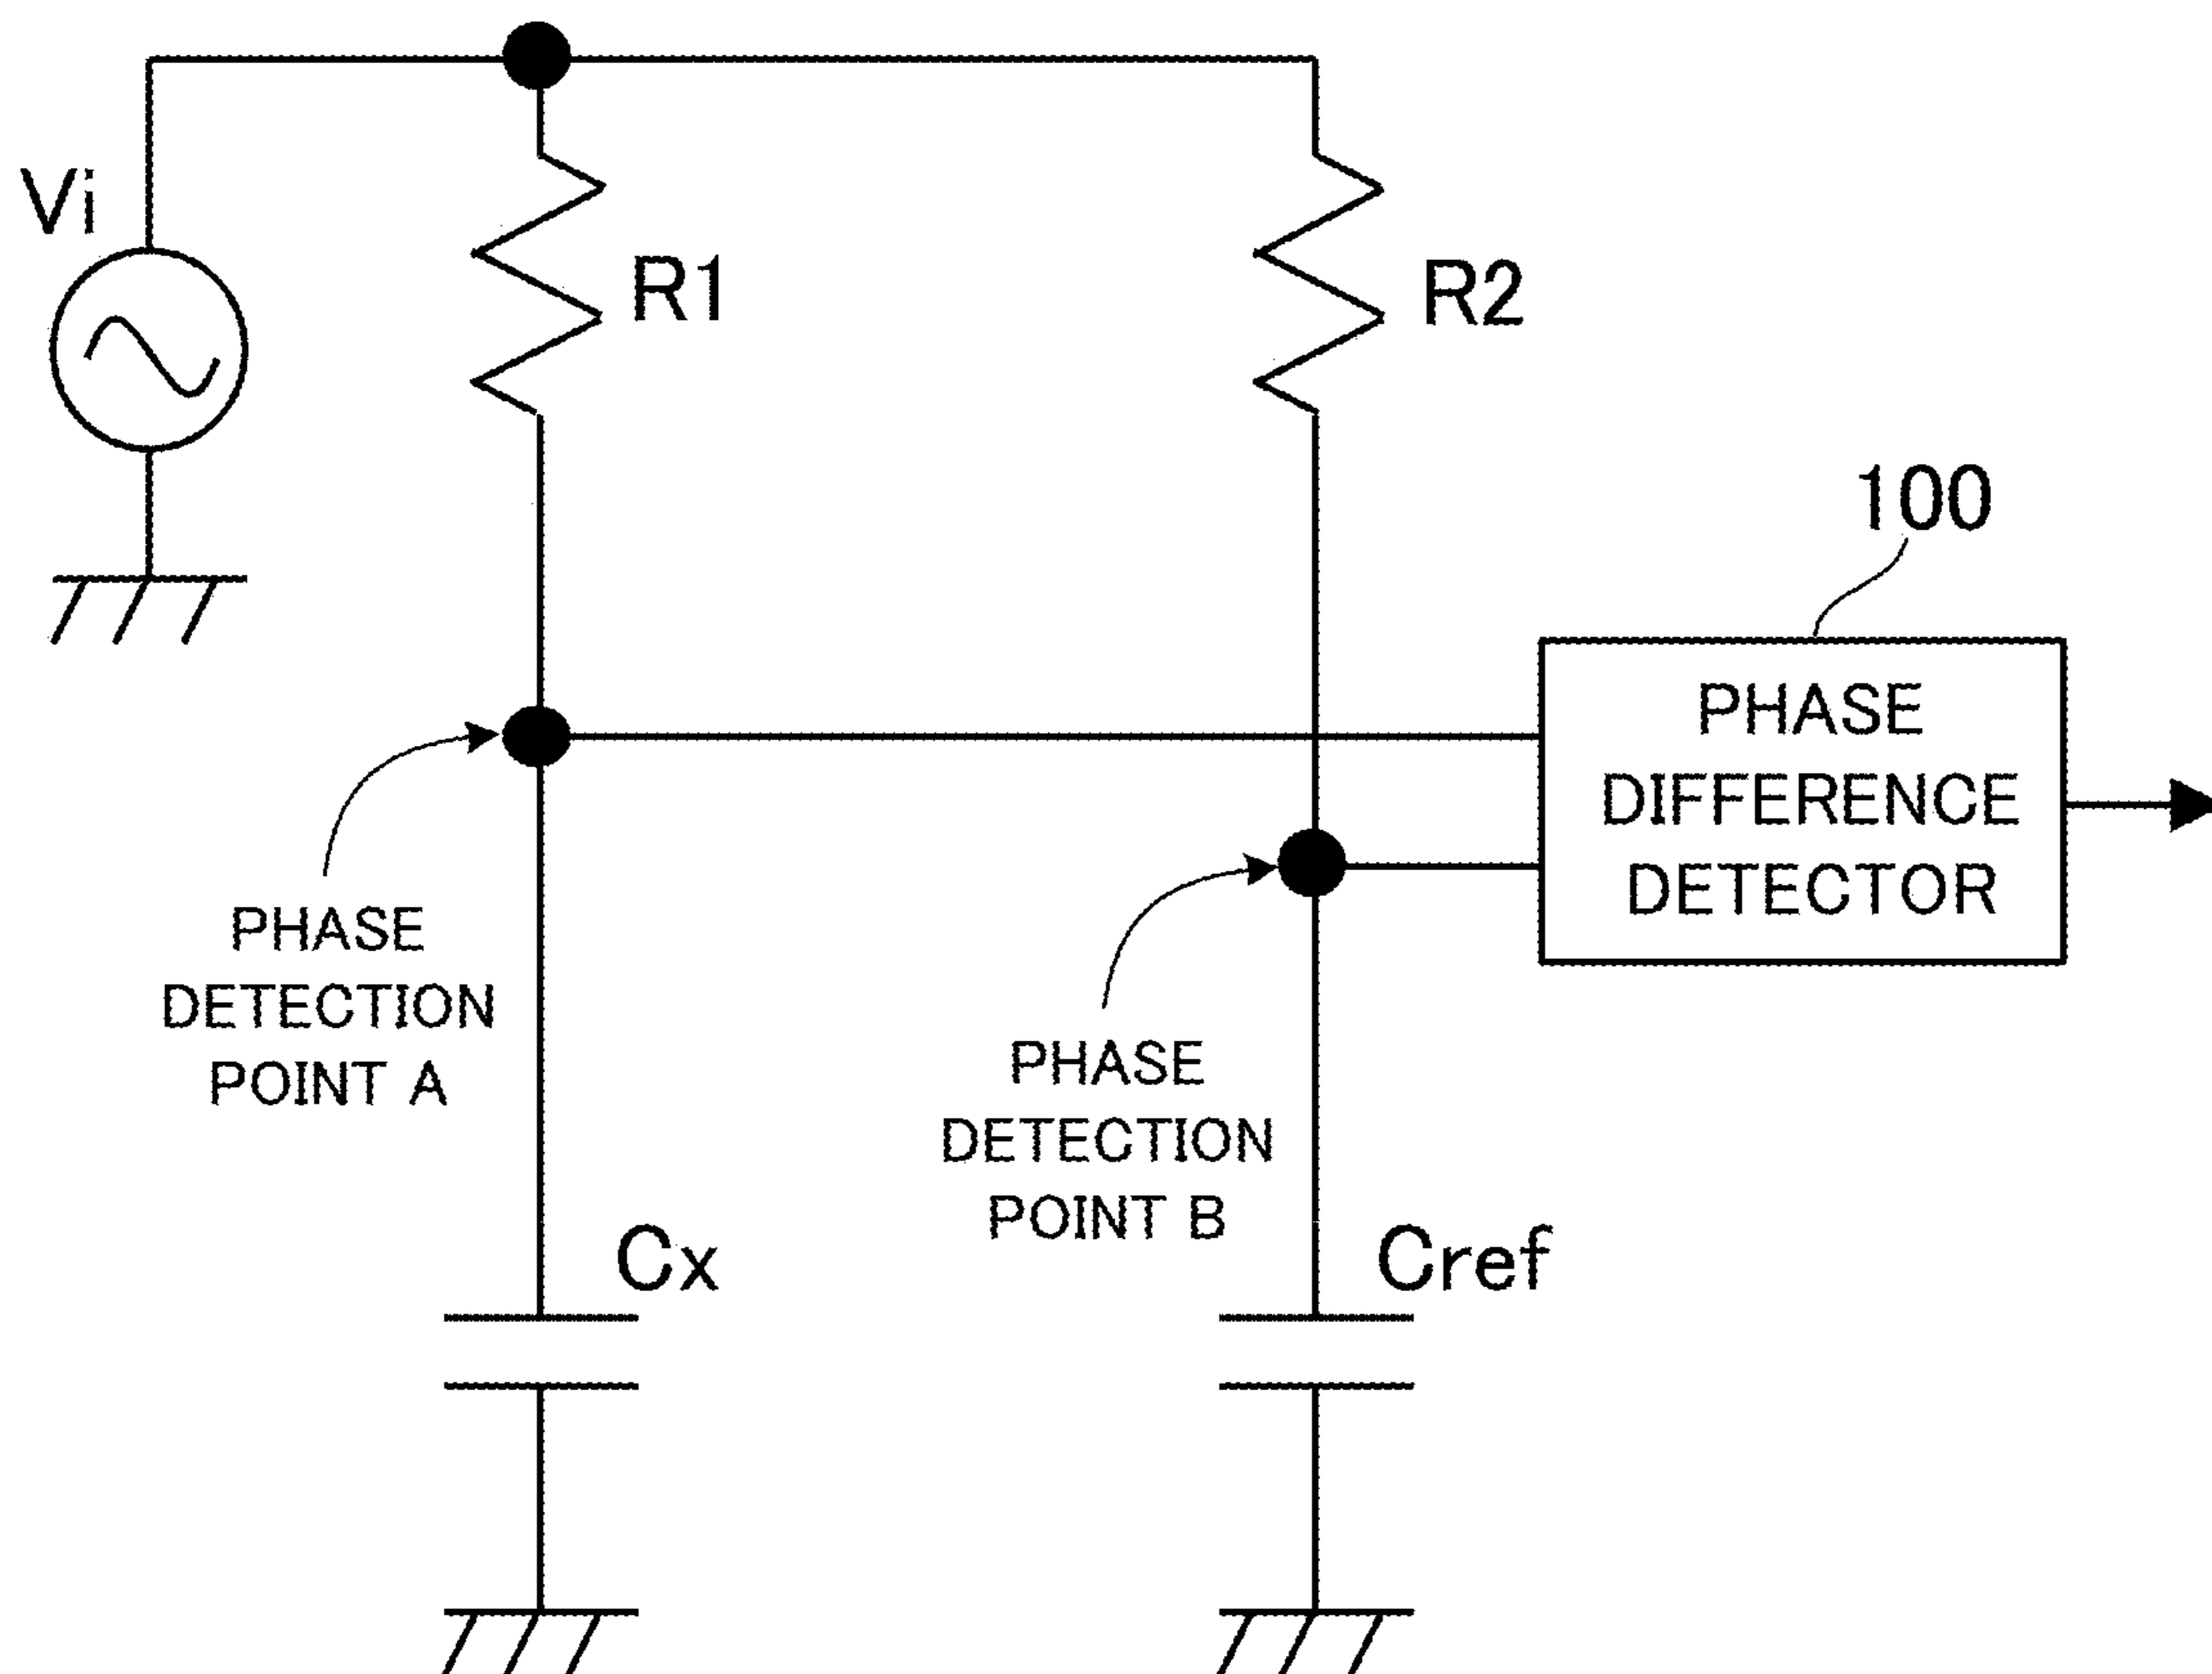 Vi
R1
R2
100
PHASE
DIFFERENCE
DETECTOR
PHASE
DETECTION
POINT A
PHASE
DETECTION
POINT B
Cx
Cref